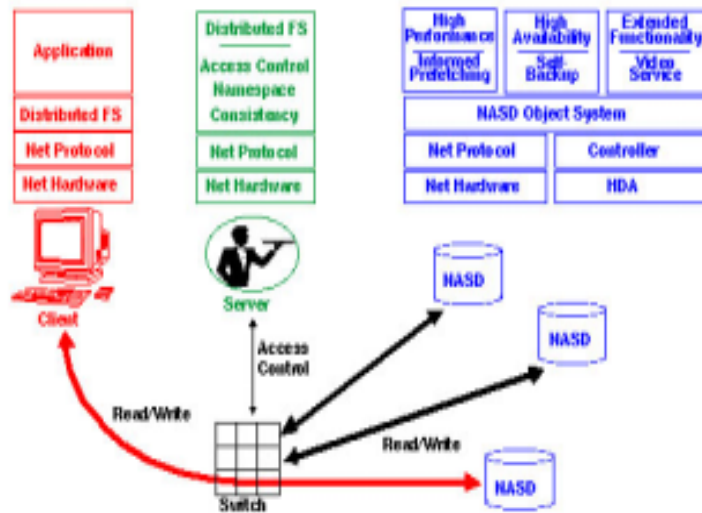 Application
Distributed FS
Net Protocol
Net Hardware
Client
Distributed FS
Access Control
Namespace
Consistency
Net Protocol
Net Hardware
Server
High
Performance
Informed
Prefetching
High
Availability
Self-
Backup
Extended
Functionality
Video
Service
NASD Object System
Net Protocol
Controller
Net Hardware
HDA
NASD
NASD
Access
Control
Read/Write
Read/Write
Switch
NASD